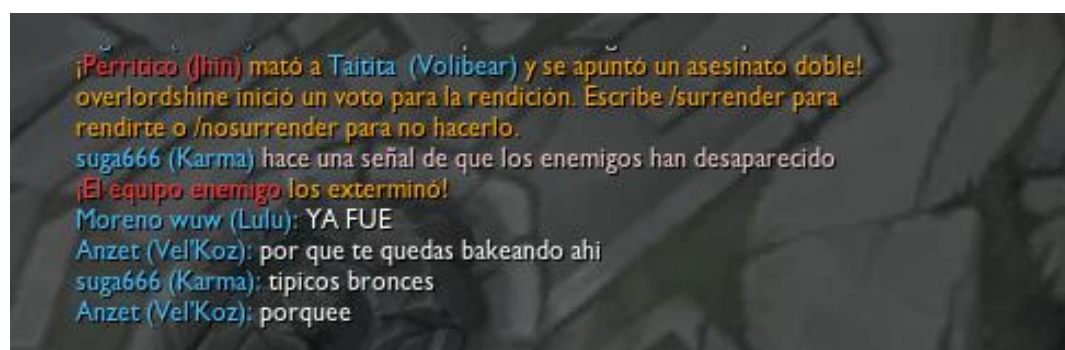 ¡Perritico (Jhin) mató a Taitita (Volibear) y se apuntó un asesinato doble!
overlordshine inició un voto para la rendición. Escribe /surrender para
rendirte o /nosurrender para no hacerlo.
suga666 (Karma) hace una señal de que los enemigos han desaparecido
¡El equipo enemigo los exterminó!
Moreno wuw (Lulu): YA FUE
Anzet (Vel'Koz): por que te quedas bakeando ahi
suga666 (Karma): tipicos bronces
Anzet (Vel'Koz): porquee